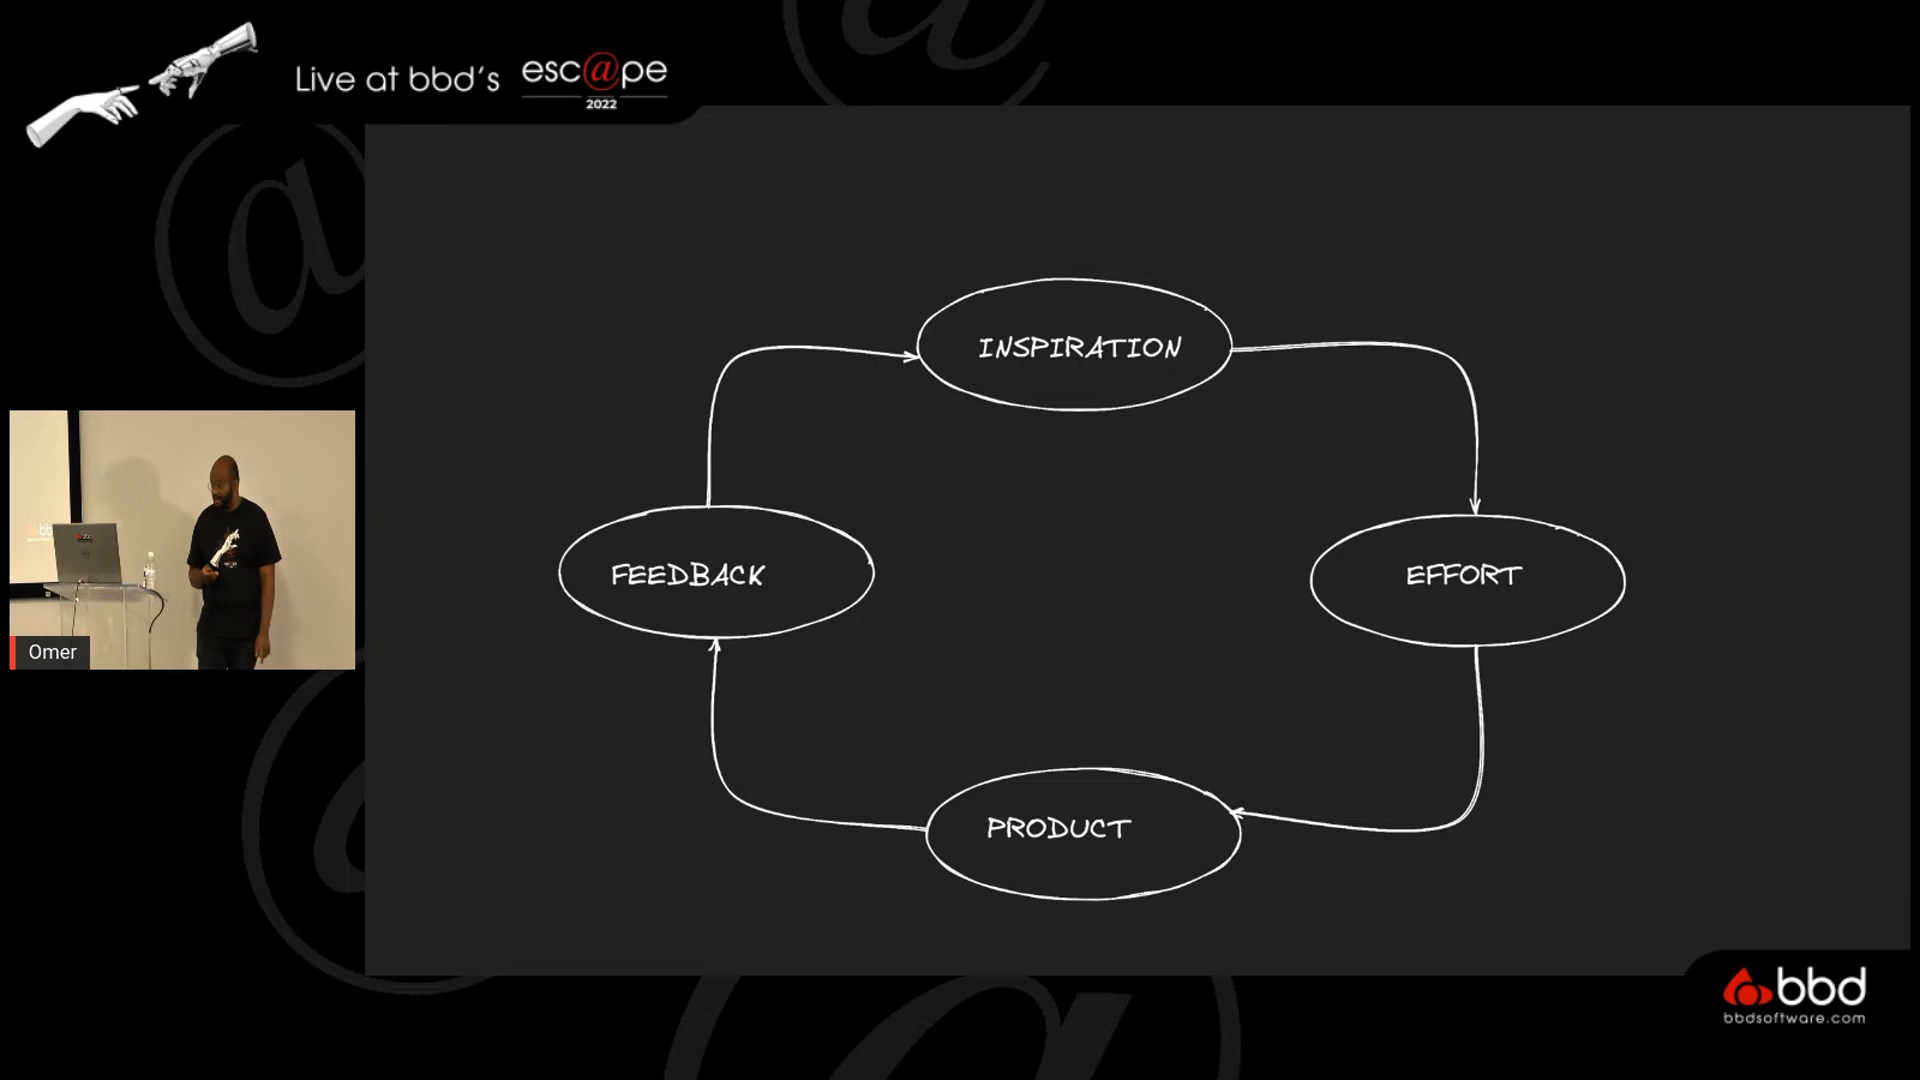 Live at bbd's esc@pe
2022
INSPIRATION
FEEDBACK
EFFORT
PRODUCT
Omer
bbd
bbdsoftware.com